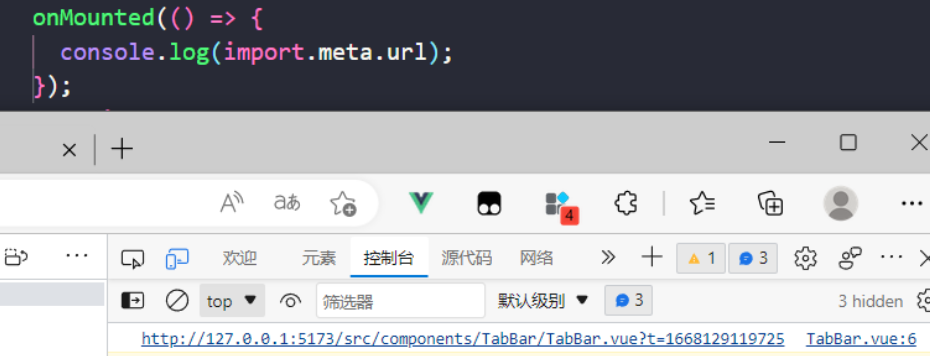 onMounted(() => {
console.log(import.meta.url);
});
A
aあ
4
欢迎
元素
控制台
源代码
网络
1
3
top
筛选器
默认级别
3
3 hidden
http://127.0.0.1:5173/src/components/TabBar/TabBar.vue?t=1668129119725 TabBar.vue:6